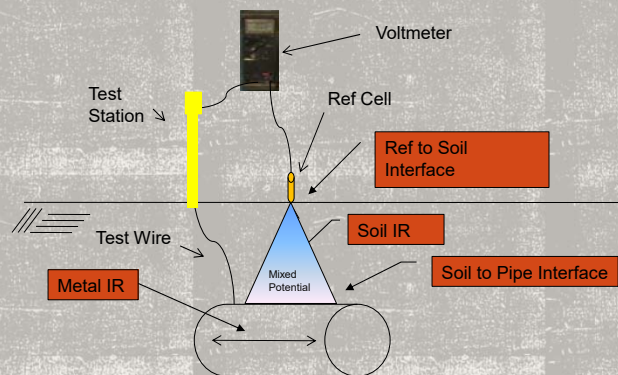 Voltmeter
Test
Station
Ref Cell
Ref to Soil
Interface
Soil IR
Test Wire
Soil to Pipe Interface
Mixed
Potential
Metal IR